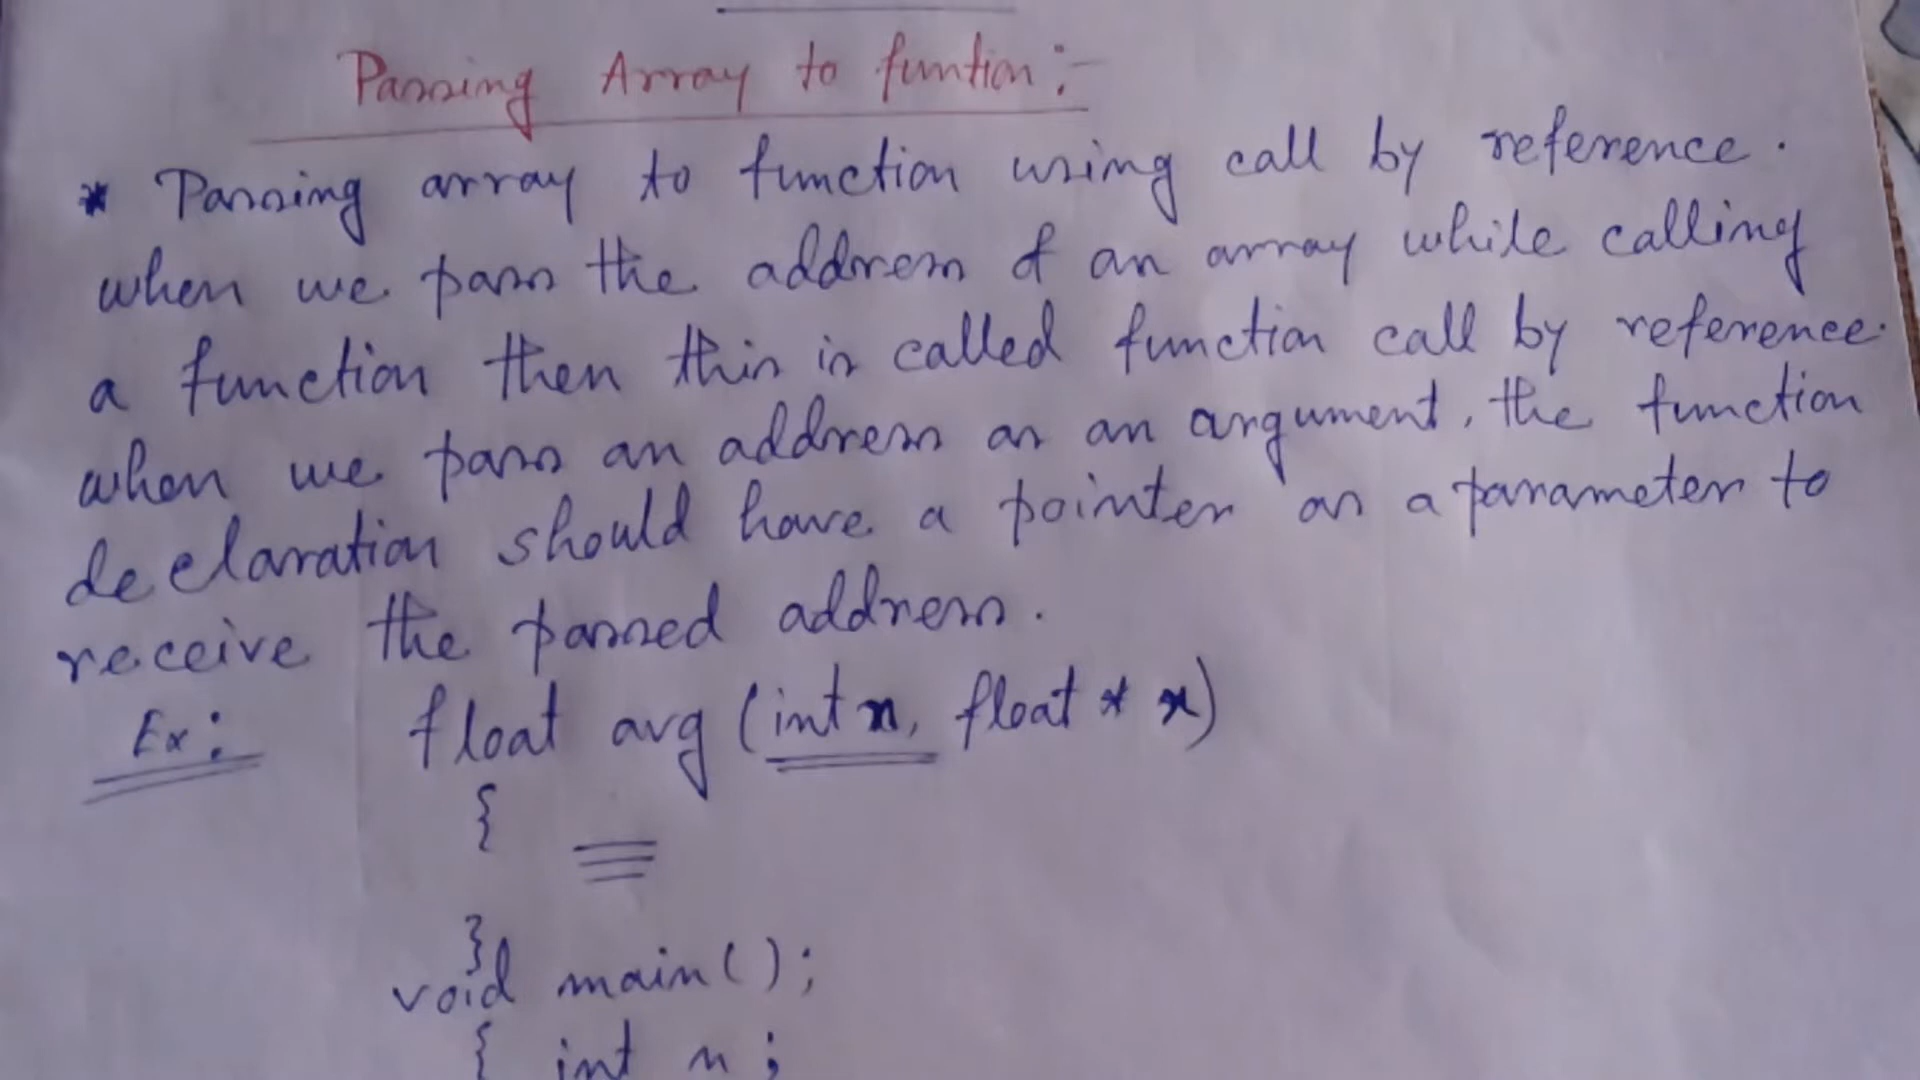 Passing Array to funtion :-
* Passing array to function using call by reference.
when we pass the address of an array while calling
a function then this is called function call by reference.
when we pass an address as an argument, the function
declaration should have a pointer as a parameter to
receive the passed address.
Ex: float avg (int n, float * x)
{
}
void main();
{ int n;